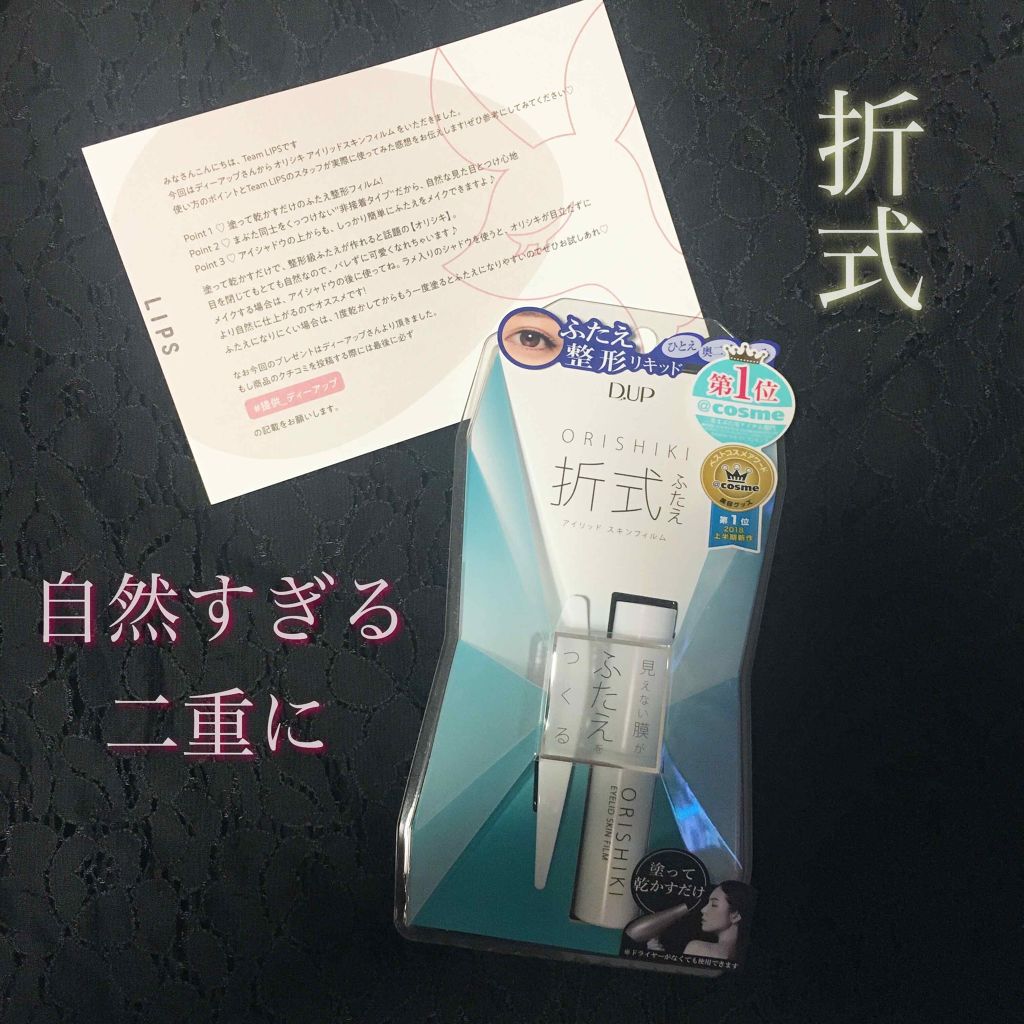 折式
みなさんこんにちは、Team LIPSです
今回はディーアップさんから オリシキ アイリッドスキンフィルム をいただきました。
使い方のポイントとTeam LIPSのスタッフが実際に使ってみた感想をお伝えします!ぜひ参考にしてみてください♡
Point 1 ♡ 塗って乾かすだけのふたえ整形フィルム!
Point 2 ♡ まぶた同士をくっつけない"非接着タイプ"だから、自然な見た目とつけ心地
Point 3 ♡ アイシャドウの上からも、しっかり簡単にふたえをメイクできますよ♪
塗って乾かすだけで、整形級ふたえが作れると話題の【オリシキ】。
目を閉じてもとても自然なので、バレずに可愛くなれちゃいます♪
メイクする場合は、アイシャドウの後に使ってね。ラメ入りのシャドウを使うと、オリシキが目立たずに
より自然に仕上がるのでオススメです!
ふたえになりにくい場合は、1度乾かしてからもう一度塗るとふたえになりやすいのでぜひお試しあれ♡
なお今回のプレゼントはディーアップさんより頂きました。
もし商品のクチコミを投稿する際には最後に必ず
#提供_ディーアップ
の記載をお願いします。
LIPS
ふたえ
整形リキッド
ひとえ 奥
D.UP
第1位
@cosme
ORISHIKI
折式
ふたえ
アイリッド スキンフィルム
ベストコスメアワード
@cosme
美容グッズ
第1位
2018
上半期新作
自然すぎる
二重に
見えない膜が
ふたえを
つくる
ORISHIKI
EYELID SKIN FILM
塗って
乾かすだけ
※ドライヤーがなくても使用できます